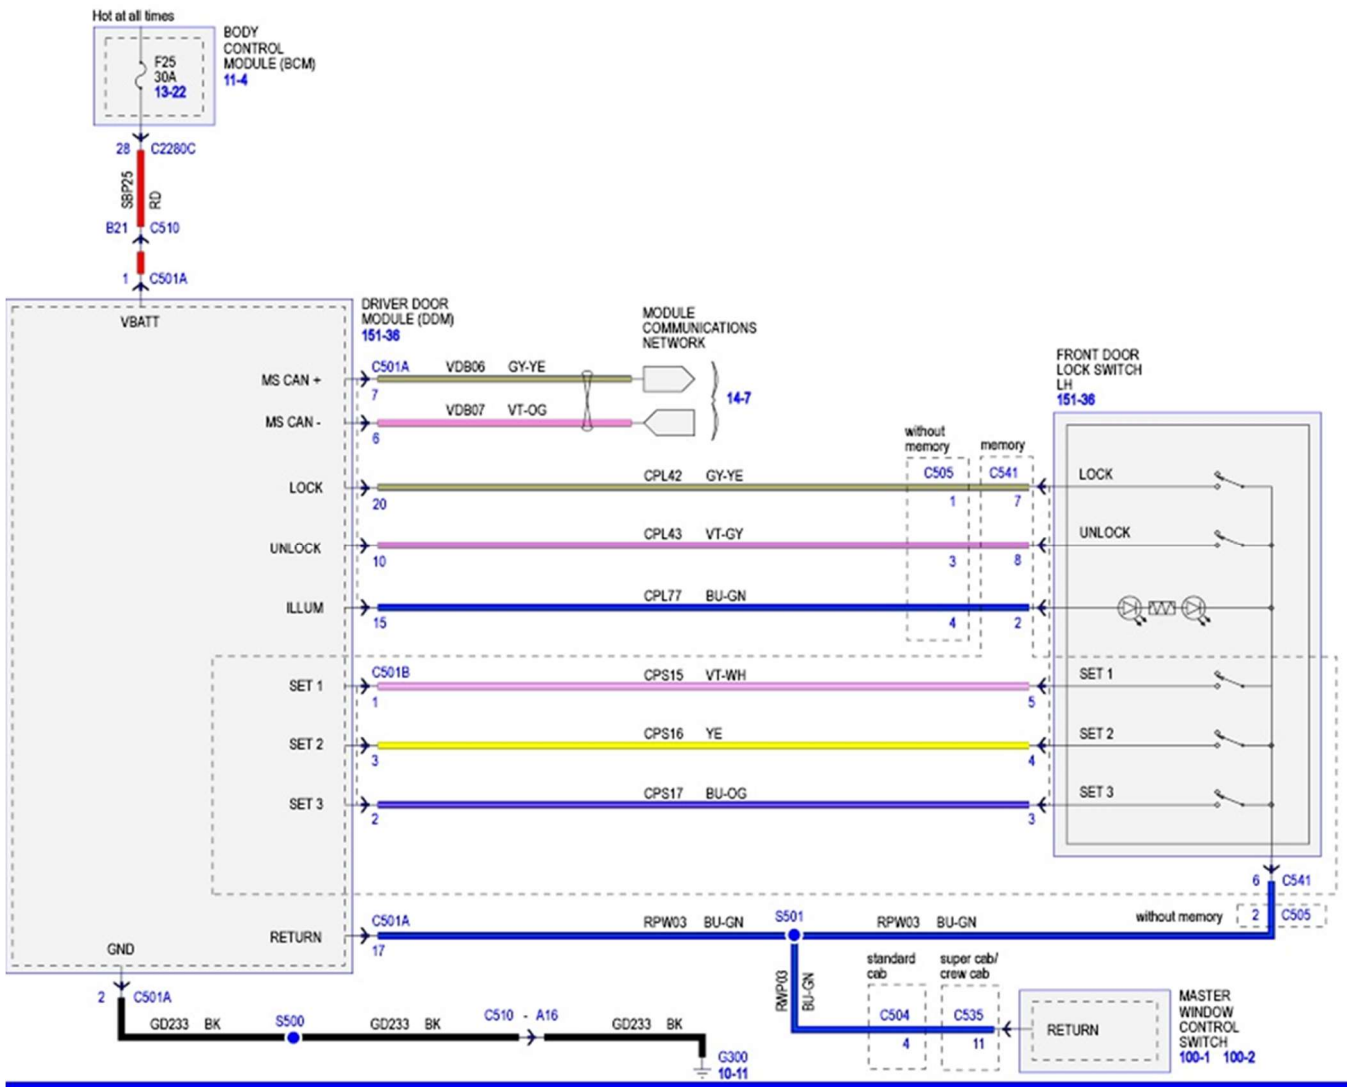 Hot at all times
BODY
CONTROL
MODULE (BCM)
11-4
F25
30A
13-22
28 C2280C
SBP25 RD
B21 C510
1 C501A
VBATT
DRIVER DOOR
MODULE (DDM)
151-36
MODULE
COMMUNICATIONS
NETWORK
FRONT DOOR
LOCK SWITCH
LH
151-36
MS CAN + C501A VDB06 GY-YE
7
14-7
MS CAN - VDB07 VT-OG
6
without
memory
memory
LOCK CPL42 GY-YE C505 C541 LOCK
20 1 7
UNLOCK CPL43 VT-GY UNLOCK
10 3 8
ILLUM CPL77 BU-GN
15 4 2
SET 1 C501B CPS15 VT-WH SET 1
1 5
SET 2 CPS16 YE SET 2
3 4
SET 3 CPS17 BU-OG SET 3
2 3
6 C541
without memory 2 C505
RETURN C501A RPW03 BU-GN S501 RPW03 BU-GN
17
GND
2 C501A
GD233 BK S500 GD233 BK C510 - A16 GD233 BK
G300
10-11
RWP03 BU-GN
standard
cab
super cab/
crew cab
C504 C535
4 11
RETURN
MASTER
WINDOW
CONTROL
SWITCH
100-1 100-2